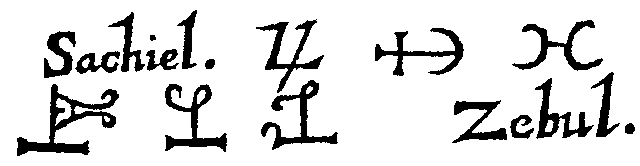 Sachiel. ♃ ♐︎ ♓︎
Zebul.